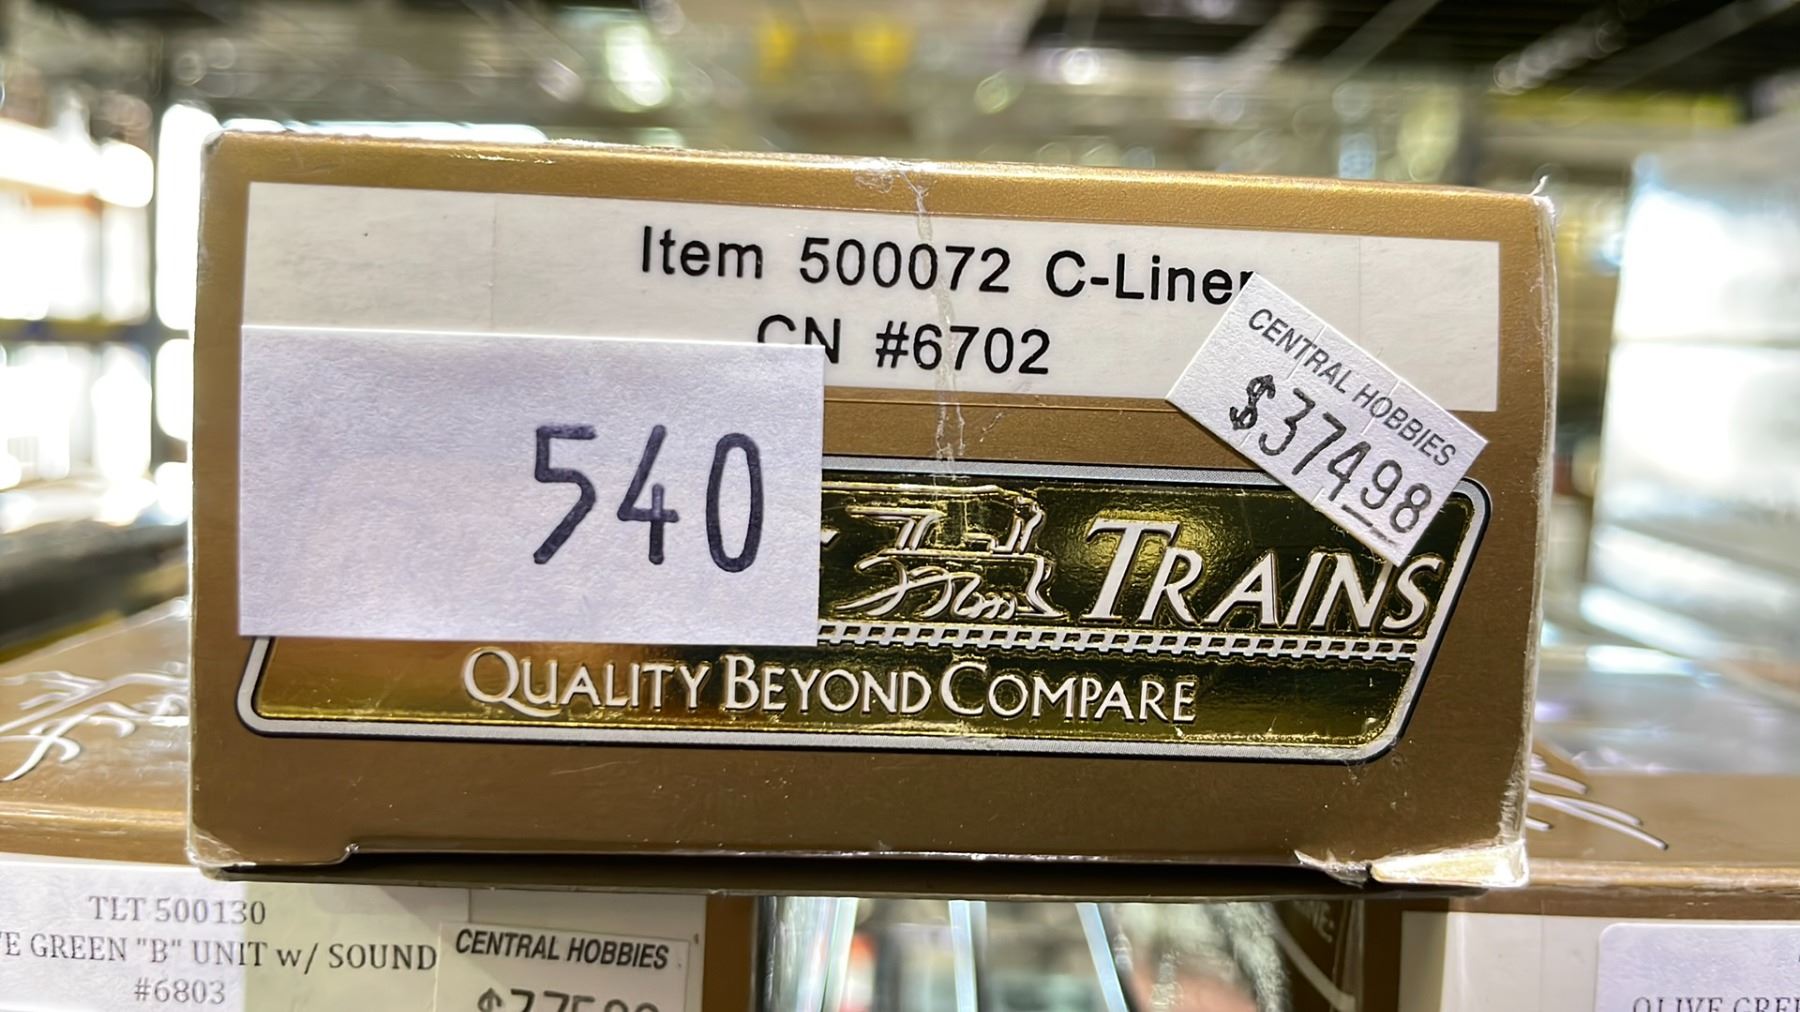 Item 500072 C-Liner
CN #6702
CENTRAL HOBBIES
$37498
540
TRAINS
QUALITY BEYOND COMPARE
TLT 500130
GREEN "B" UNIT w/ SOUND
#6803
CENTRAL HOBBIES
OLIVE